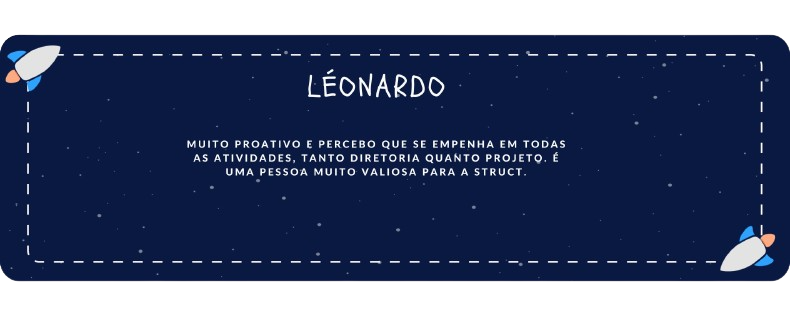 LÉONARDO
MUITO PROATIVO E PERCEBO QUE SE EMPENHA EM TODAS
AS ATIVIDADES, TANTO DIRETORIA QUANTO PROJETO. É
UMA PESSOA MUITO VALIOSA PARA A STRUCT.